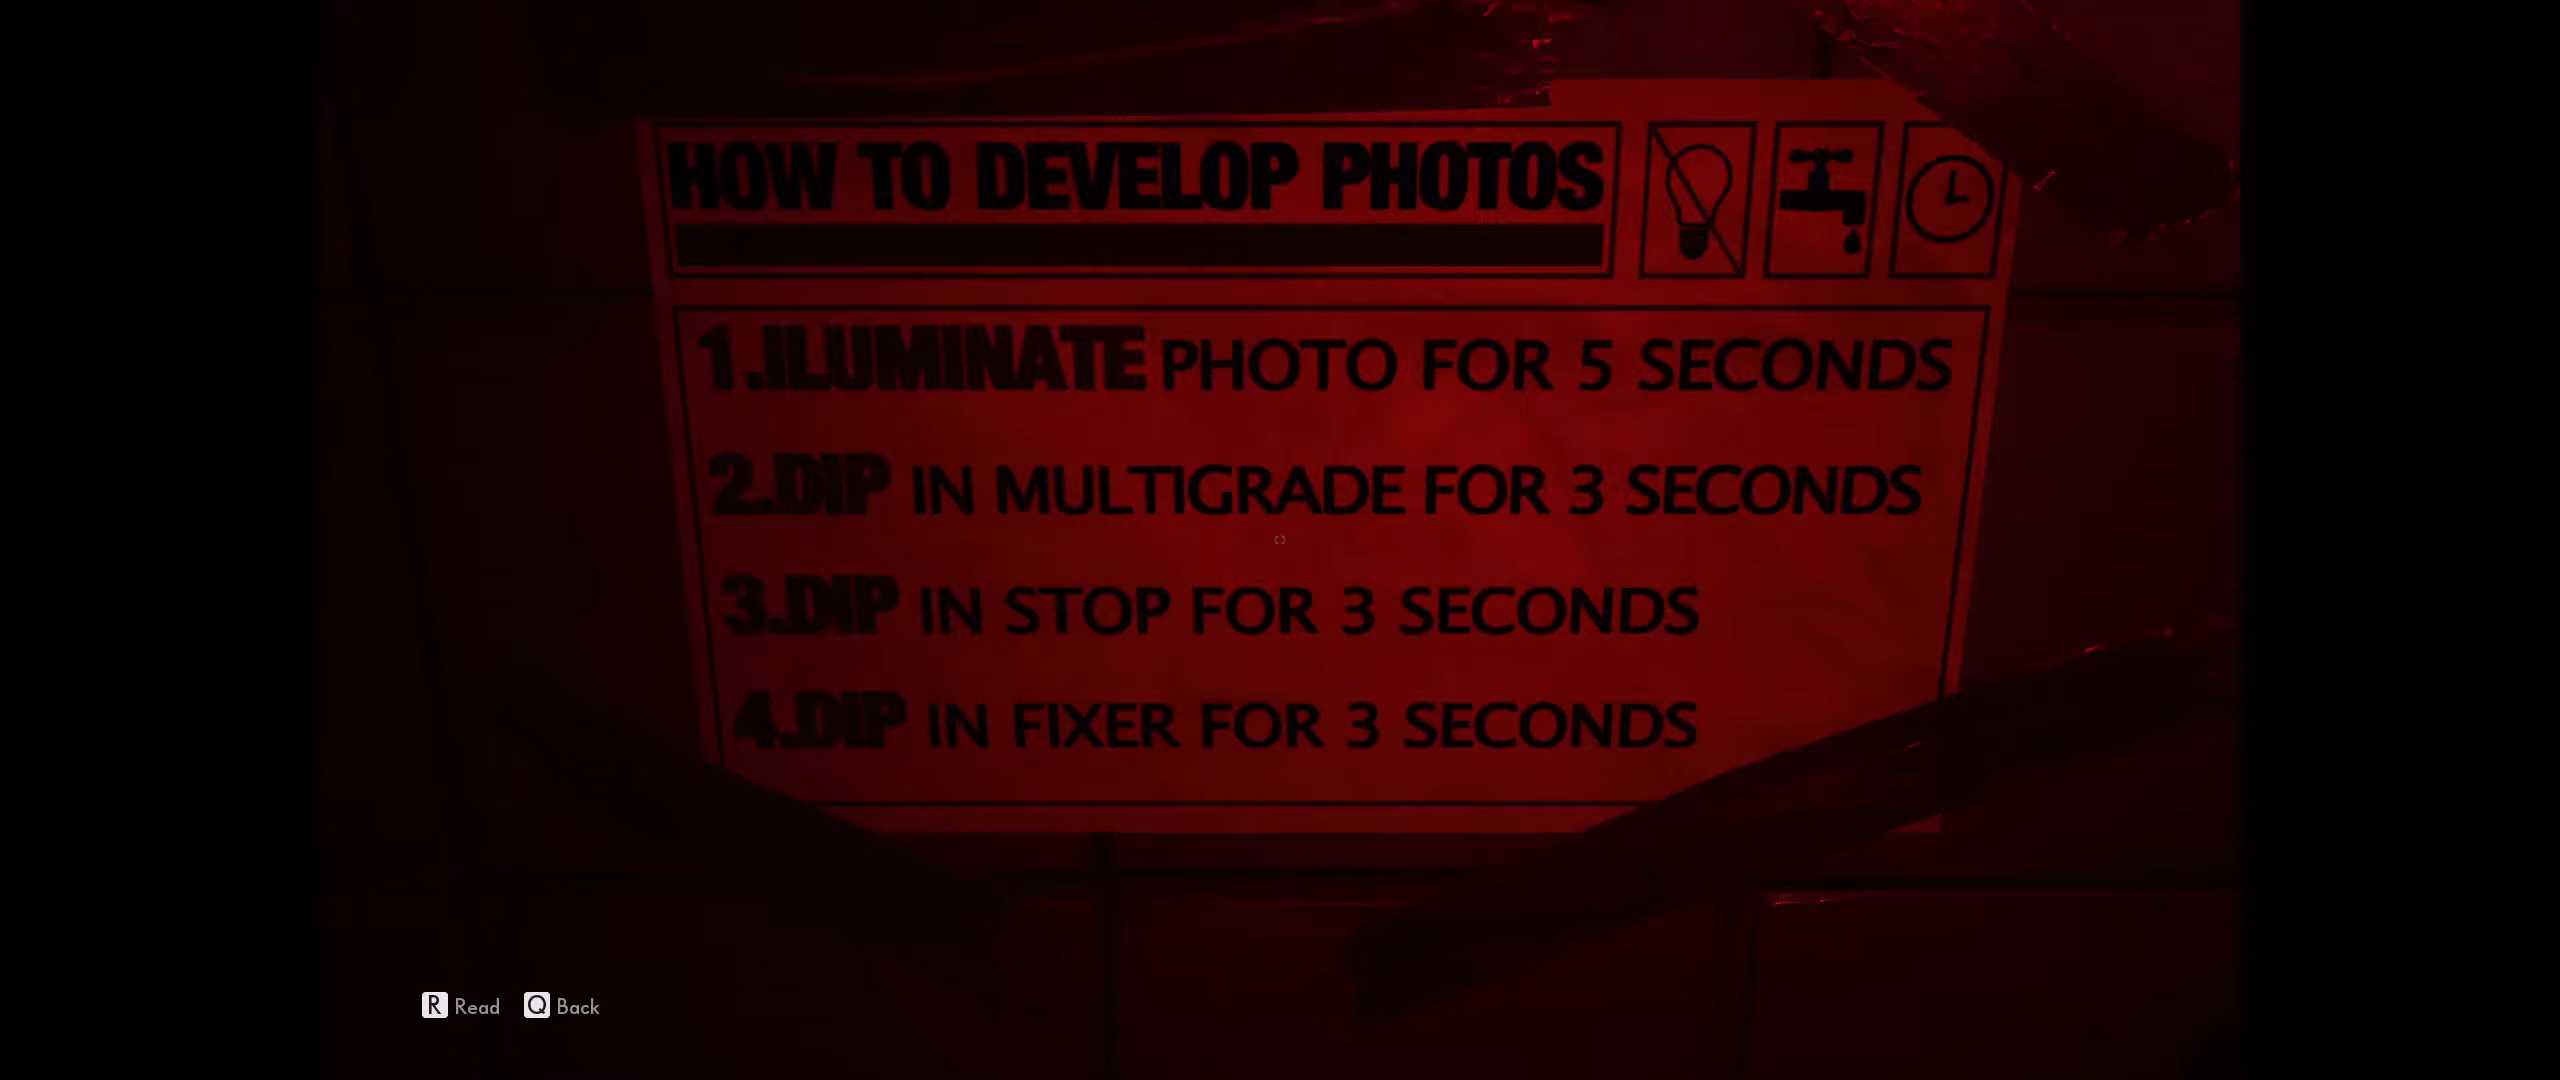 HOW TO DEVELOP PHOTOS
1.ILUMINATE PHOTO FOR 5 SECONDS
2.DIP IN MULTIGRADE FOR 3 SECONDS
3.DIP IN STOP FOR 3 SECONDS
4.DIP IN FIXER FOR 3 SECONDS
R Read Q Back